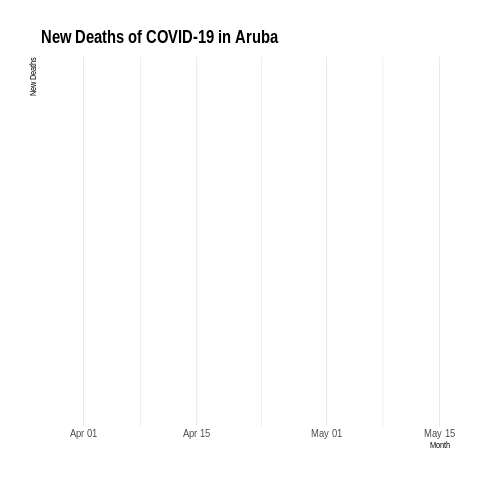 New Deaths of COVID-19 in Aruba
New Deaths
Apr 01
Apr 15
May 01
May 15
Month